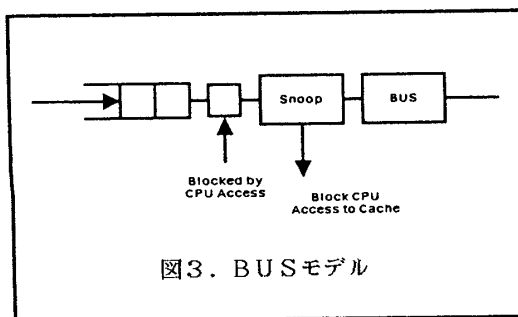 Snoop
BUS
Blocked by
CPU Access
Block CPU
Access to Cache
図3. BUSモデル